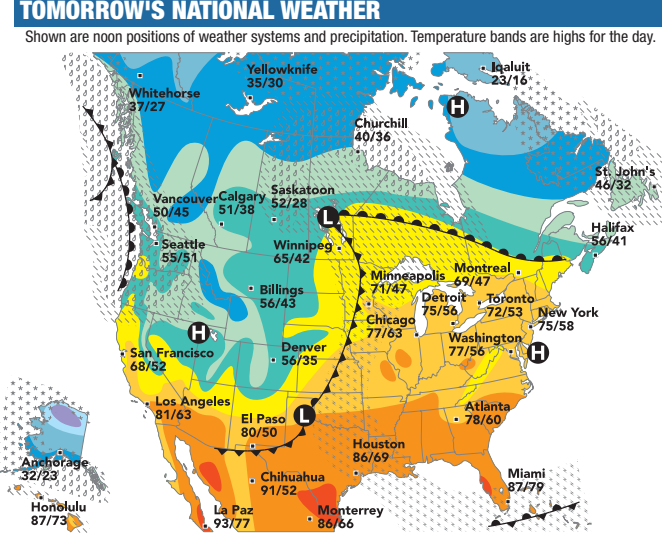 TOMORROW'S NATIONAL WEATHER
Shown are noon positions of weather systems and precipitation. Temperature bands are highs for the day.
Iqaluit
23/16
Yellowknife
35/30
Whitehorse
37/27
H
Churchill
40/36
St. John's
46/32
Saskatoon
52/28
Calgary
51/38
Vancouver
50/45
L
Halifax
56/41
Seattle
55/51
Winnipeg
65/42
Minneapolis
71/47
Montreal
69/47
Billings
56/43
Detroit
75/56
Toronto
72/53
New York
75/58
Chicago
77/63
H
Washington
77/56
H
San Francisco
68/52
Denver
56/35
Los Angeles
81/63
El Paso
80/50
L
Atlanta
78/60
Houston
86/69
Anchorage
32/23
Chihuahua
91/52
Miami
87/79
Honolulu
87/73
La Paz
93/77
Monterrey
86/66